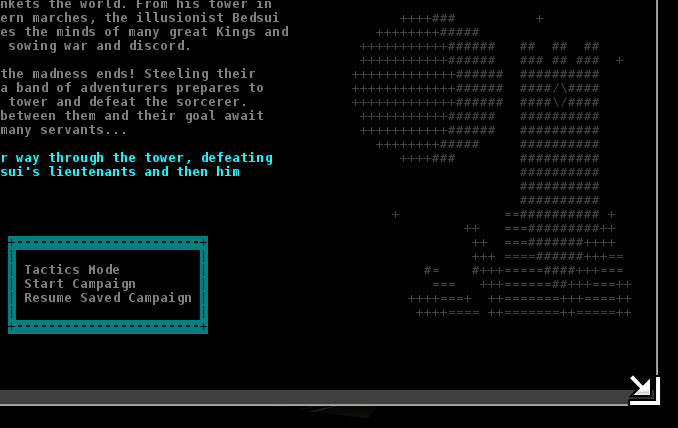 nkets the world. From his tower in
ern marches, the illusionist Bedsui
es the minds of many great Kings and
sowing war and discord.
the madness ends! Steeling their
a band of adventurers prepares to
tower and defeat the sorcerer.
between them and their goal await
many servants...
r way through the tower, defeating
sui's lieutenants and then him
Tactics Mode
Start Campaign
Resume Saved Campaign